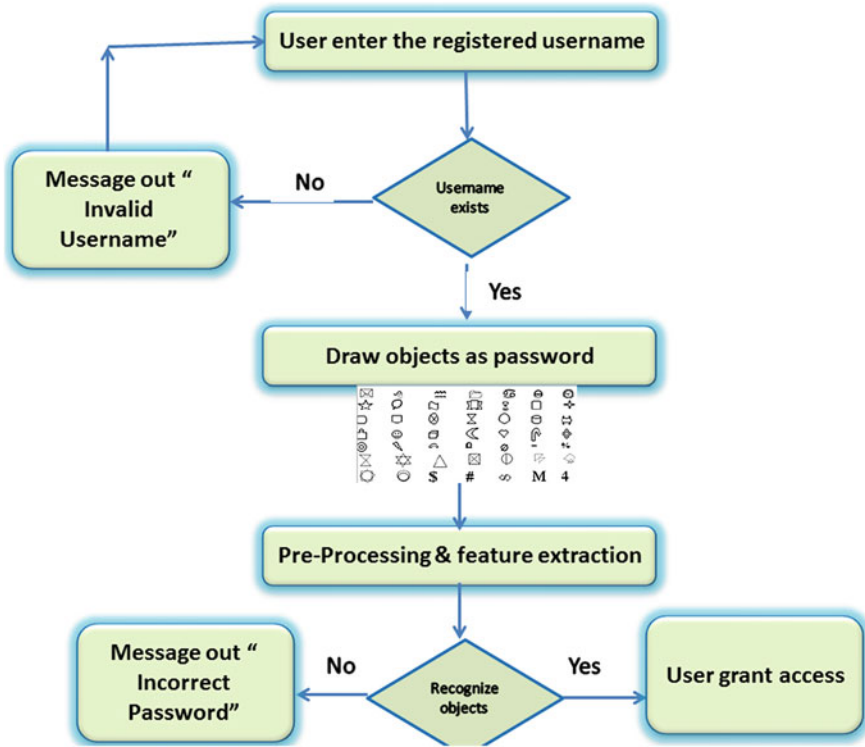 User enter the registered username
Message out “
Invalid
Username”
No
Username
exists
Yes
Draw objects as password
$ # ∞ M 4
Pre-Processing & feature extraction
Message out “
Incorrect
Password”
No
Recognize
objects
Yes
User grant access